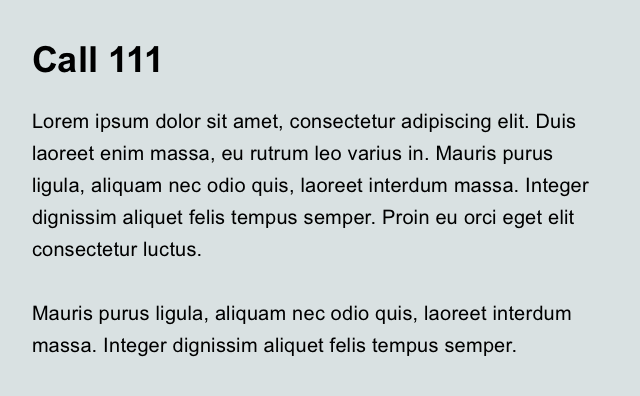 Call 111
Lorem ipsum dolor sit amet, consectetur adipiscing elit. Duis
laoreet enim massa, eu rutrum leo varius in. Mauris purus
ligula, aliquam nec odio quis, laoreet interdum massa. Integer
dignissim aliquet felis tempus semper. Proin eu orci eget elit
consectetur luctus.
Mauris purus ligula, aliquam nec odio quis, laoreet interdum
massa. Integer dignissim aliquet felis tempus semper.